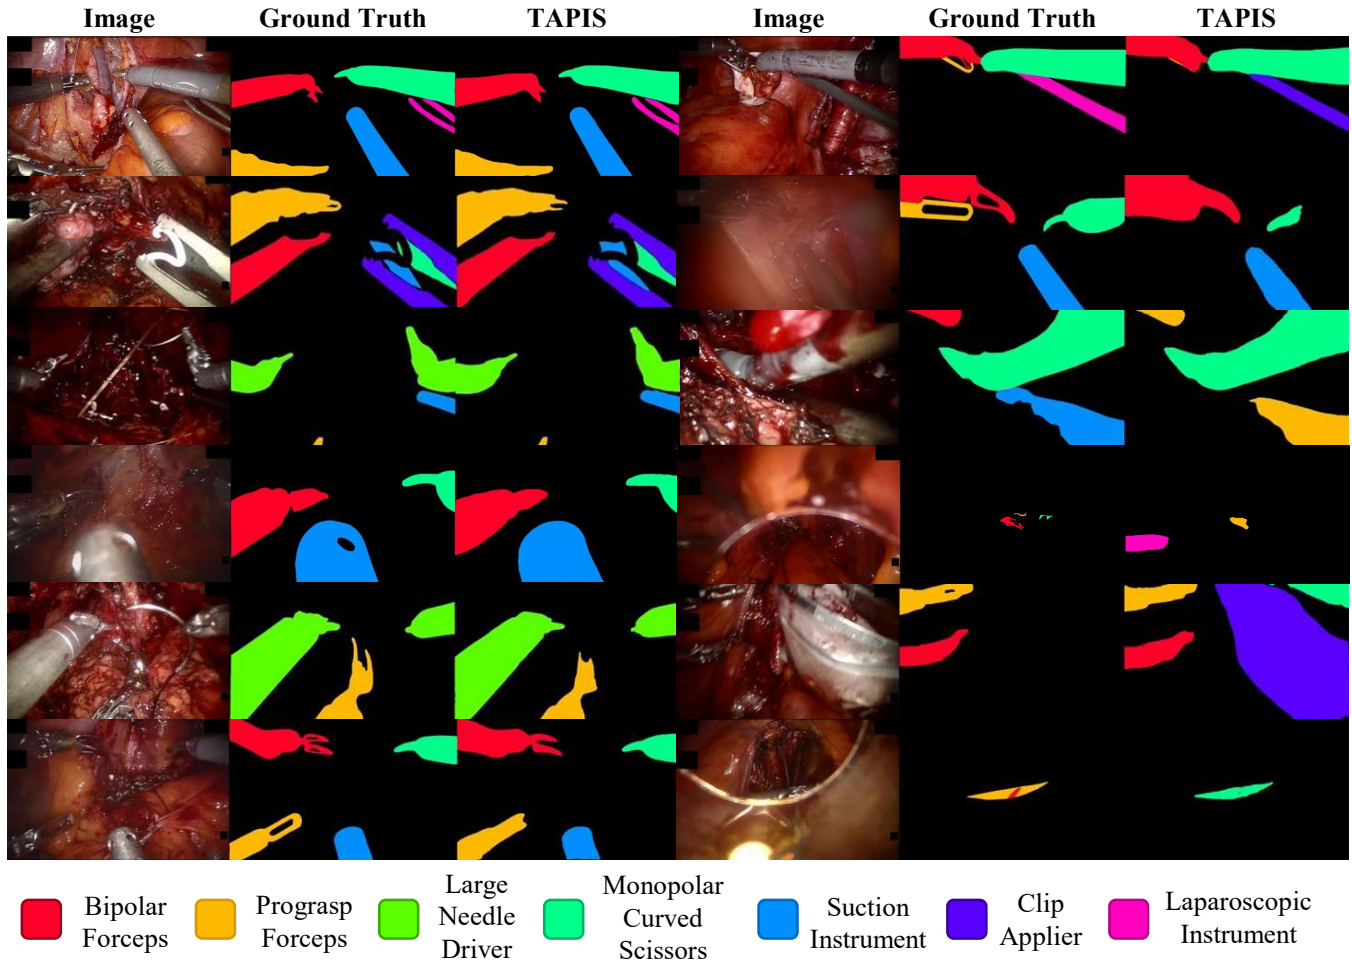 Image Ground Truth TAPIS Image Ground Truth TAPIS
Bipolar
Forceps
Prograsp
Forceps
Large
Needle
Driver
Monopolar
Curved
Scissors
Suction
Instrument
Clip
Applier
Laparoscopic
Instrument